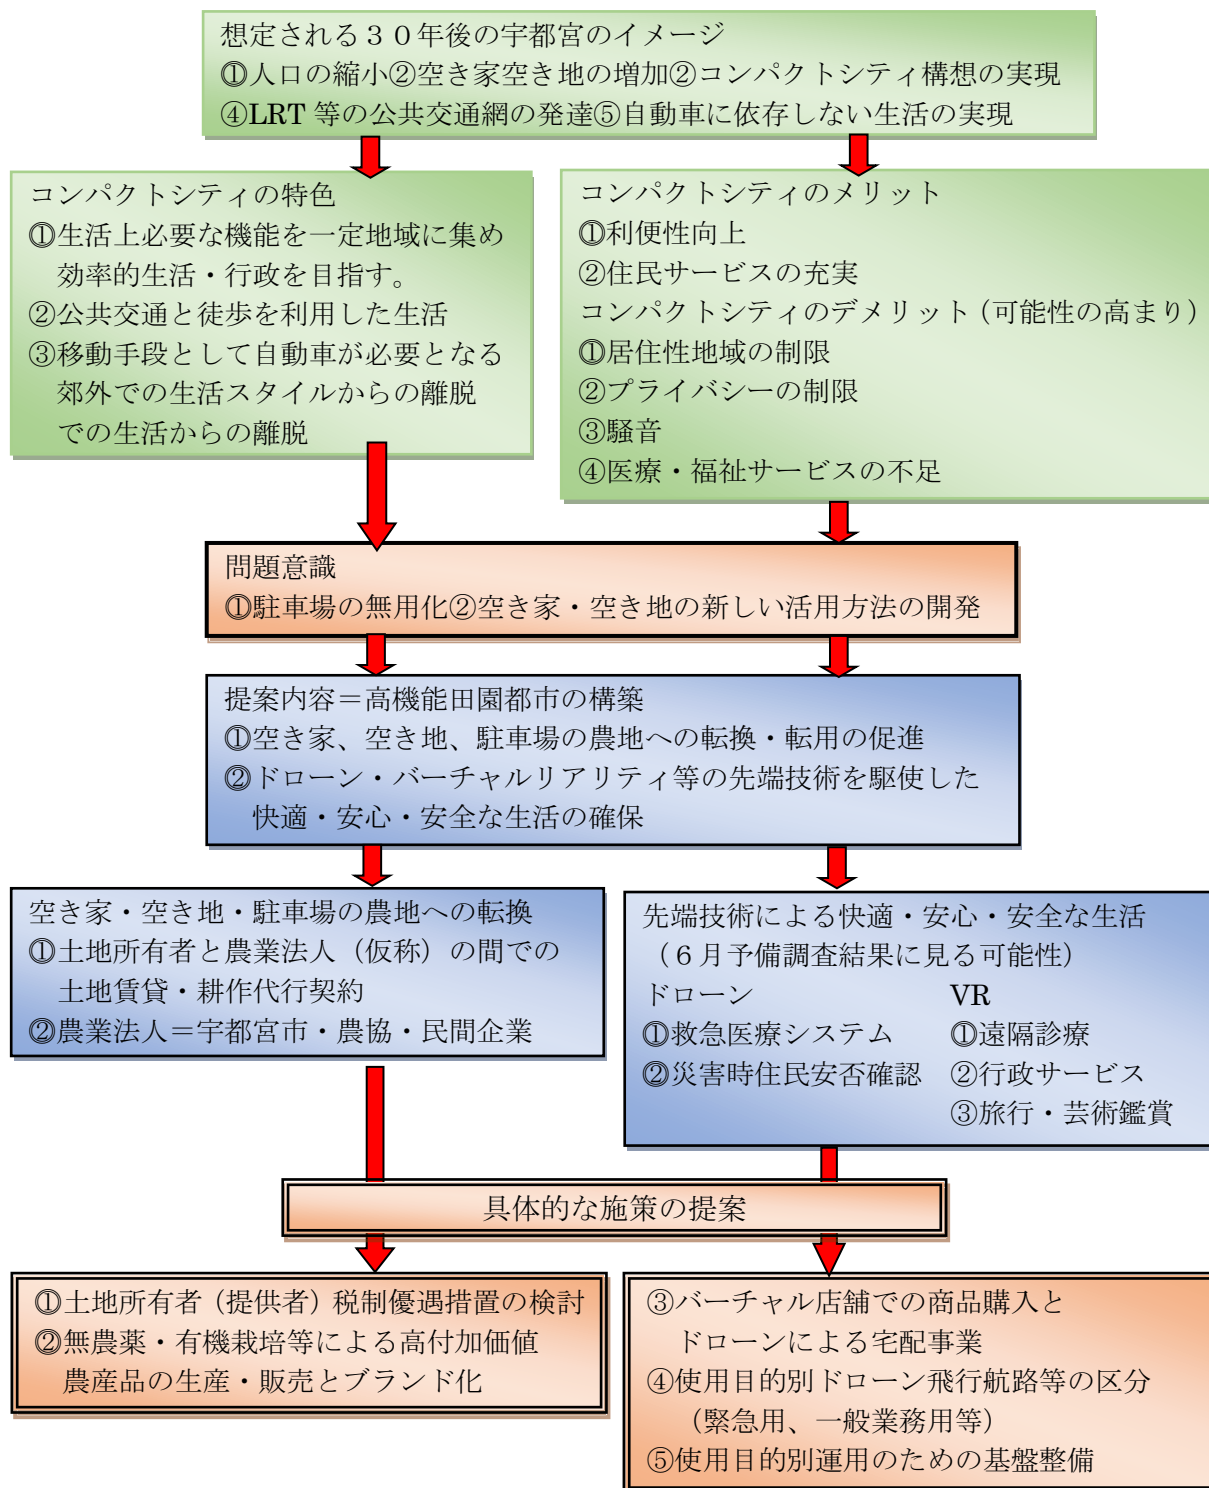 想定される３０年後の宇都宮のイメージ
①人口の縮小②空き家空き地の増加②コンパクトシティ構想の実現
④LRT 等の公共交通網の発達⑤自動車に依存しない生活の実現
コンパクトシティの特色
①生活上必要な機能を一定地域に集め
効率的生活・行政を目指す。
②公共交通と徒歩を利用した生活
③移動手段として自動車が必要となる
郊外での生活スタイルからの離脱
での生活からの離脱
コンパクトシティのメリット
①利便性向上
②住民サービスの充実
コンパクトシティのデメリット（可能性の高まり）
①居住性地域の制限
②プライバシーの制限
③騒音
④医療・福祉サービスの不足
問題意識
①駐車場の無用化②空き家・空き地の新しい活用方法の開発
提案内容＝高機能田園都市の構築
①空き家、空き地、駐車場の農地への転換・転用の促進
②ドローン・バーチャルリアリティ等の先端技術を駆使した
快適・安心・安全な生活の確保
空き家・空き地・駐車場の農地への転換
①土地所有者と農業法人（仮称）の間での
土地賃貸・耕作代行契約
②農業法人＝宇都宮市・農協・民間企業
先端技術による快適・安心・安全な生活
（６月予備調査結果に見る可能性）
ドローン VR
①救急医療システム ①遠隔診療
②災害時住民安否確認 ②行政サービス
③旅行・芸術鑑賞
具体的な施策の提案
①土地所有者（提供者）税制優遇措置の検討
②無農薬・有機栽培等による高付加価値
農産品の生産・販売とブランド化
③バーチャル店舗での商品購入と
ドローンによる宅配事業
④使用目的別ドローン飛行航路等の区分
（緊急用、一般業務用等）
⑤使用目的別運用のための基盤整備